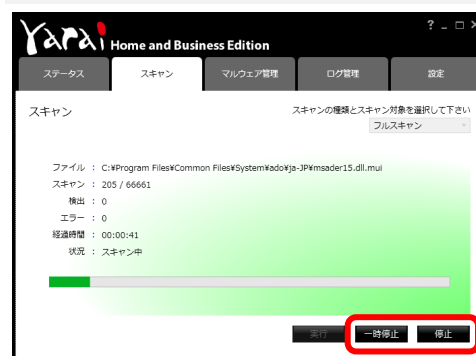 yarai Home and Business Edition
? _ □ ×
ステータス スキャン マルウェア管理 ログ管理 設定
スキャン
スキャンの種類とスキャン対象を選択して下さい
フルスキャン
ファイル : C:¥Program Files¥Common Files¥System¥ado¥ja-JP¥msader15.dll.mui
スキャン : 205 / 66661
検出 : 0
エラー : 0
経過時間 : 00:00:41
状況 : スキャン中
実行 一時停止 停止